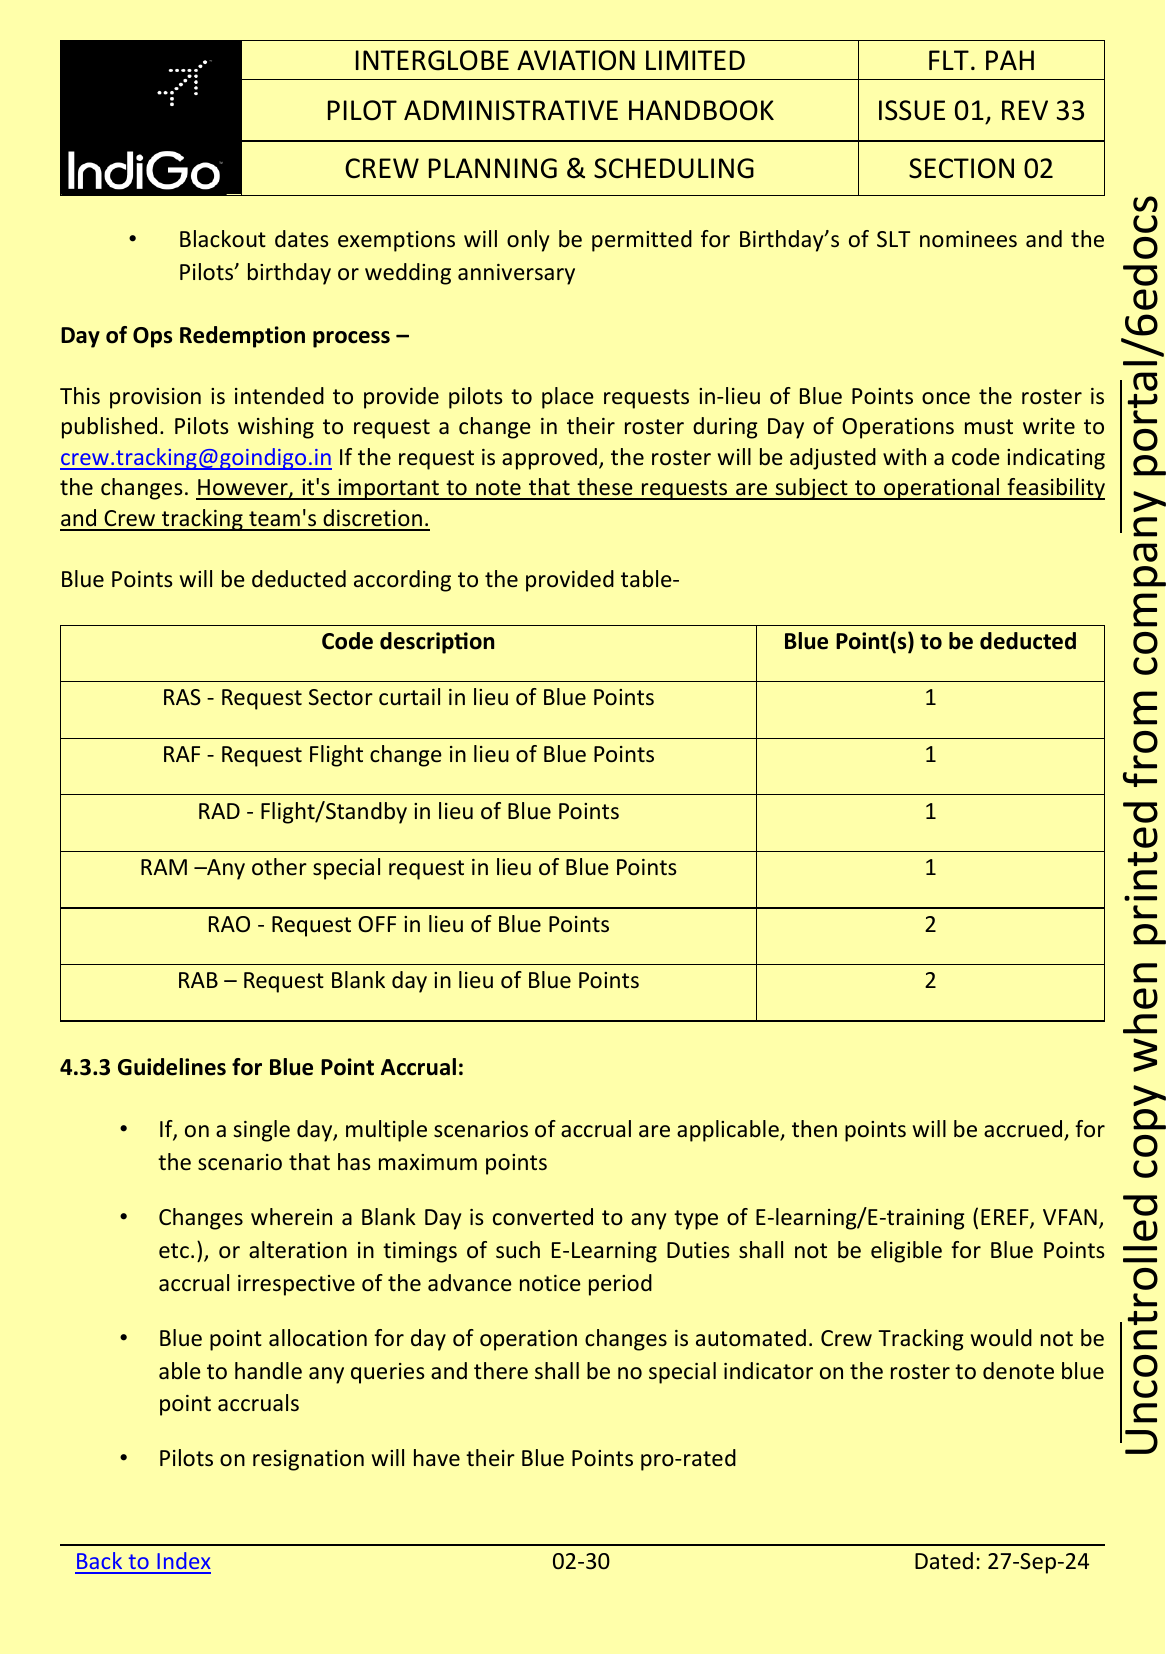 INTERGLOBE AVIATION LIMITED
FLT. PAH
PILOT ADMINISTRATIVE HANDBOOK
ISSUE 01, REV 33
IndiGo
CREW PLANNING & SCHEDULING
SECTION 02
• Blackout dates exemptions will only be permitted for Birthday’s of SLT nominees and the
Pilots’ birthday or wedding anniversary
Day of Ops Redemption process –
This provision is intended to provide pilots to place requests in-lieu of Blue Points once the roster is
published. Pilots wishing to request a change in their roster during Day of Operations must write to
crew.tracking@goindigo.in If the request is approved, the roster will be adjusted with a code indicating
the changes. However, it's important to note that these requests are subject to operational feasibility
and Crew tracking team's discretion.
Blue Points will be deducted according to the provided table-
Code description
Blue Point(s) to be deducted
RAS - Request Sector curtail in lieu of Blue Points
1
RAF - Request Flight change in lieu of Blue Points
1
RAD - Flight/Standby in lieu of Blue Points
1
RAM –Any other special request in lieu of Blue Points
1
RAO - Request OFF in lieu of Blue Points
2
RAB – Request Blank day in lieu of Blue Points
2
4.3.3 Guidelines for Blue Point Accrual:
• If, on a single day, multiple scenarios of accrual are applicable, then points will be accrued, for
the scenario that has maximum points
• Changes wherein a Blank Day is converted to any type of E-learning/E-training (EREF, VFAN,
etc.), or alteration in timings of such E-Learning Duties shall not be eligible for Blue Points
accrual irrespective of the advance notice period
• Blue point allocation for day of operation changes is automated. Crew Tracking would not be
able to handle any queries and there shall be no special indicator on the roster to denote blue
point accruals
• Pilots on resignation will have their Blue Points pro-rated
Back to Index
02-30
Dated: 27-Sep-24
Uncontrolled copy when printed from company portal/6edocs